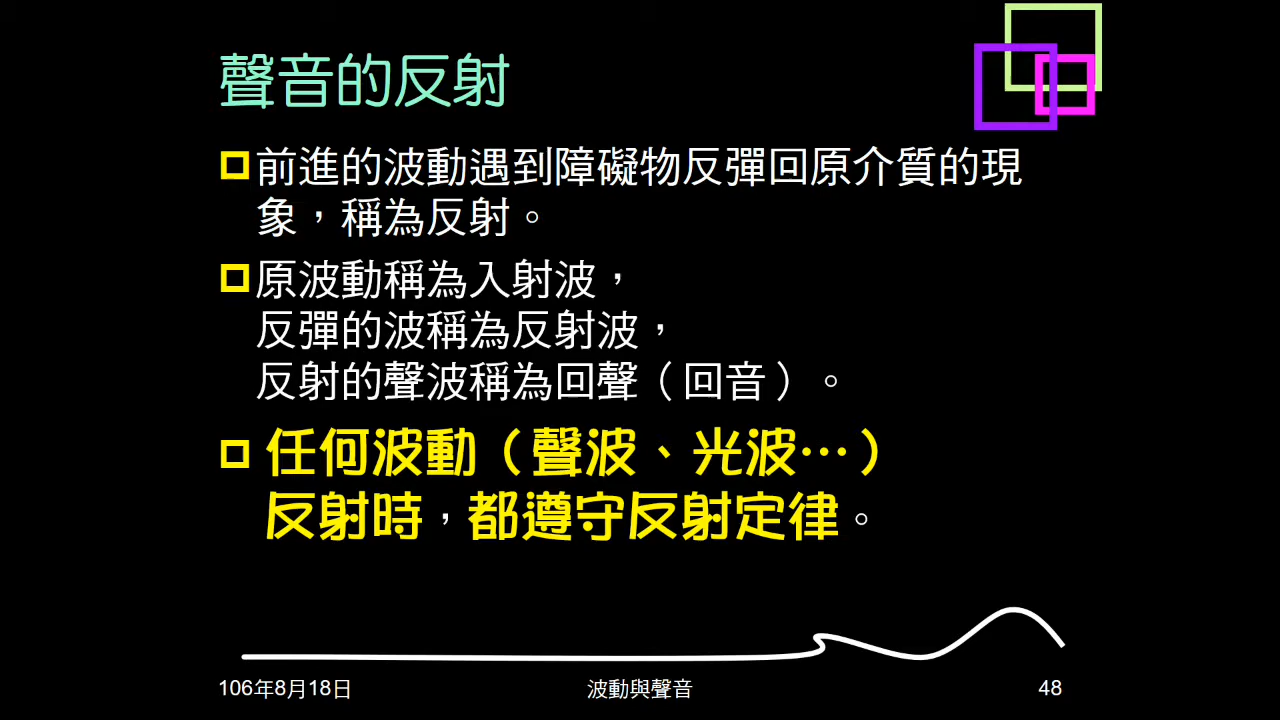 聲音的反射
前進的波動遇到障礙物反彈回原介質的現
象，稱為反射。
原波動稱為入射波，
反彈的波稱為反射波，
反射的聲波稱為回聲（回音）。
任何波動（聲波、光波…）
反射時，都遵守反射定律。
106年8月18日
波動與聲音
48